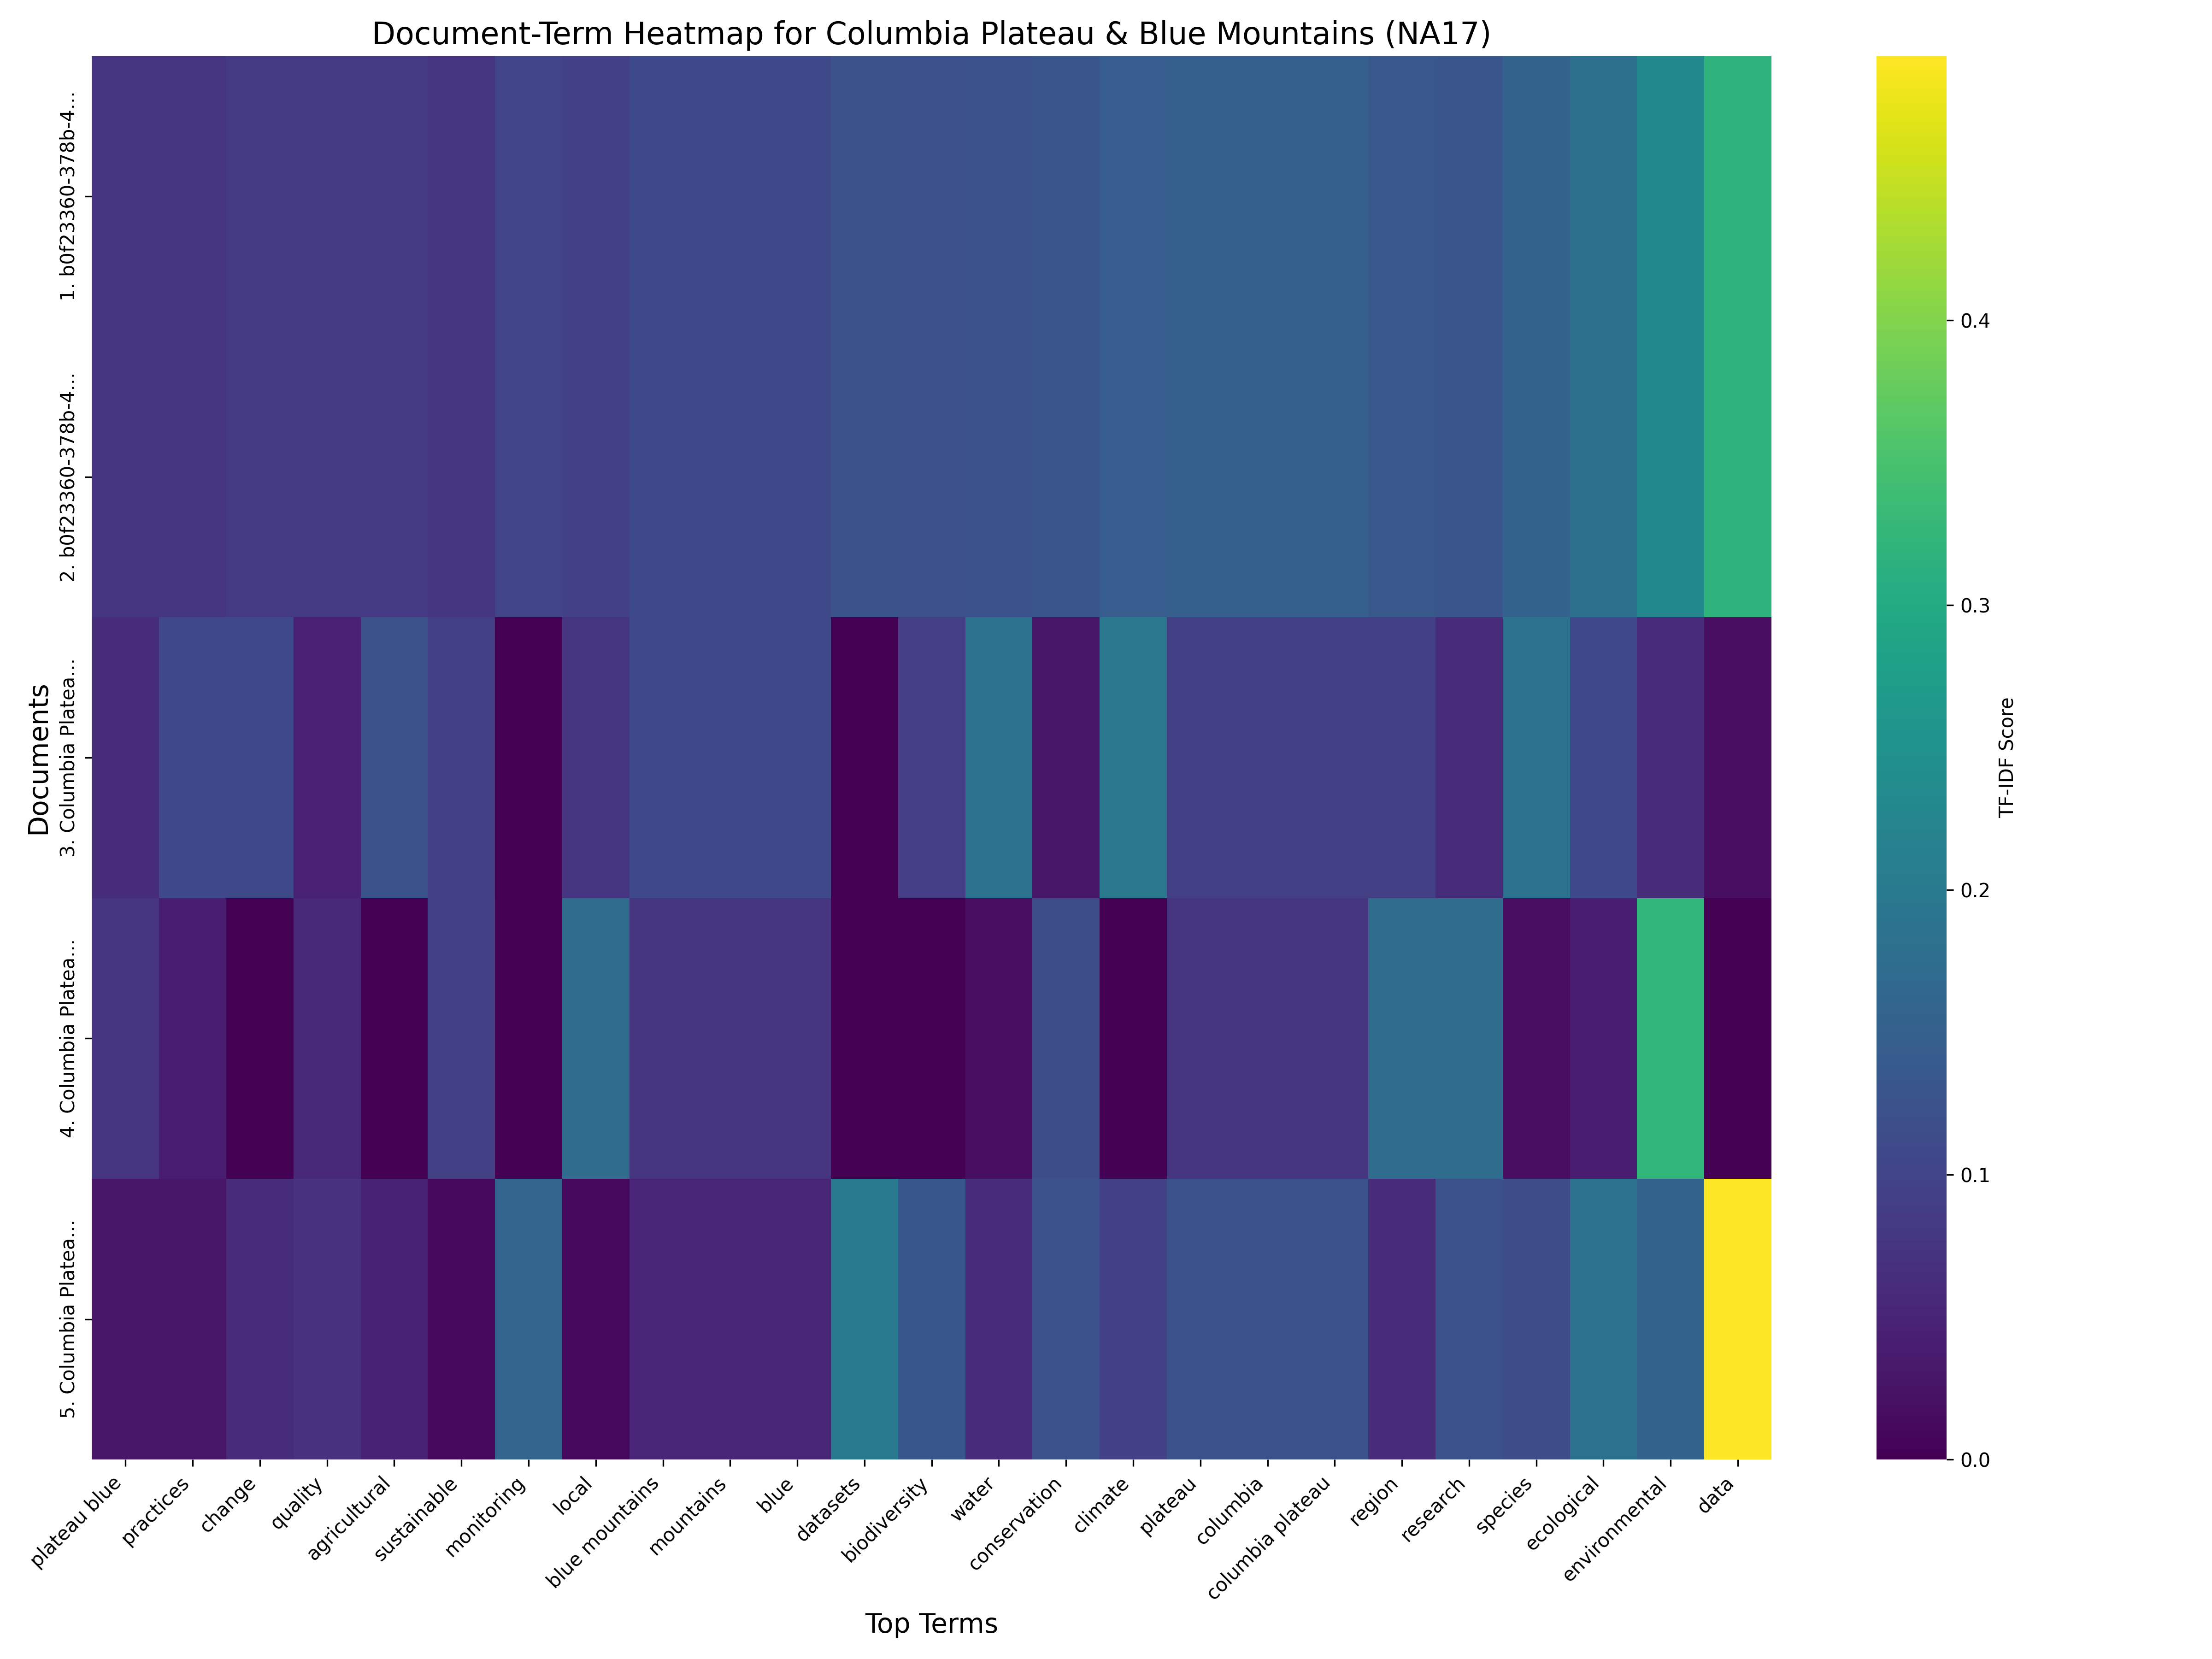 Document-Term Heatmap for Columbia Plateau & Blue Mountains (NA17)
Documents
1. b0f23360-378b-4...
2. b0f23360-378b-4...
3. Columbia Platea...
4. Columbia Platea...
5. Columbia Platea...
plateau blue
practices
change
quality
agricultural
sustainable
monitoring
local
blue mountains
mountains
blue
datasets
biodiversity
water
conservation
climate
plateau
columbia
columbia plateau
region
research
species
ecological
environmental
data
Top Terms
0.4
0.3
0.2
0.1
0.0
TF-IDF Score